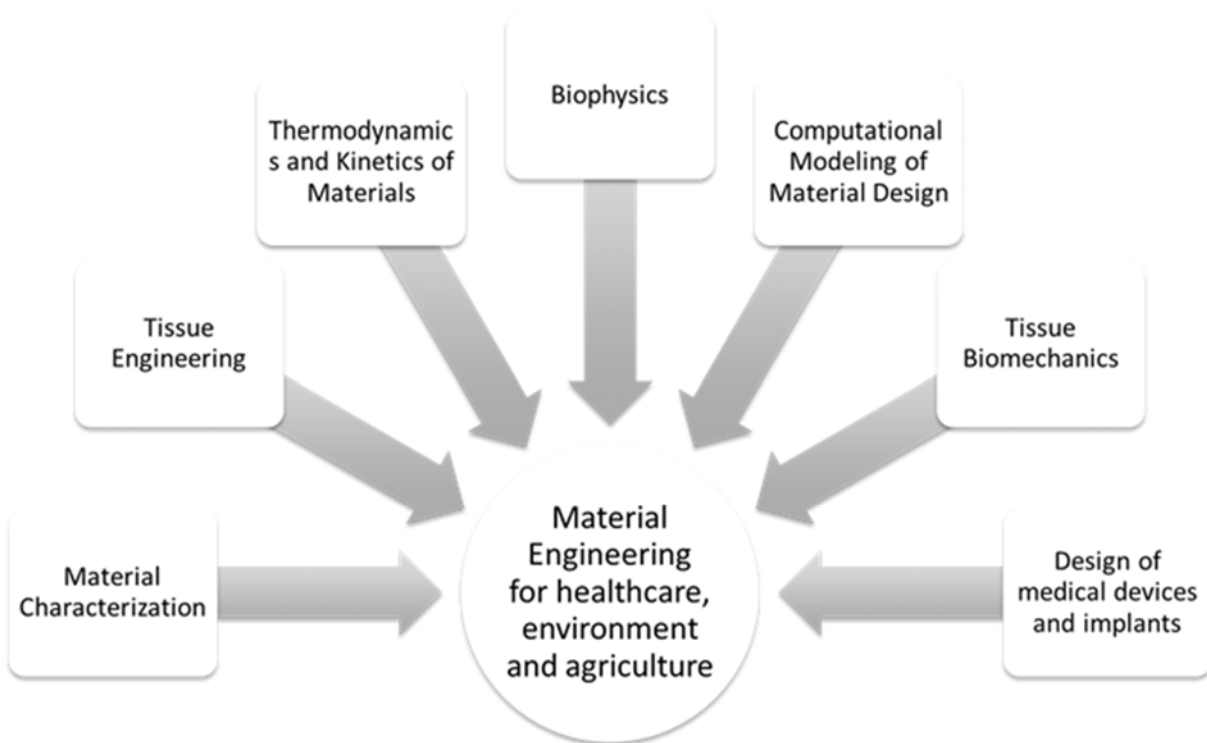 Biophysics
Thermodynamic
s and Kinetics of
Materials
Computational
Modeling of
Material Design
Tissue
Engineering
Tissue
Biomechanics
Material
Characterization
Material
Engineering
for healthcare,
environment
and agriculture
Design of
medical devices
and implants